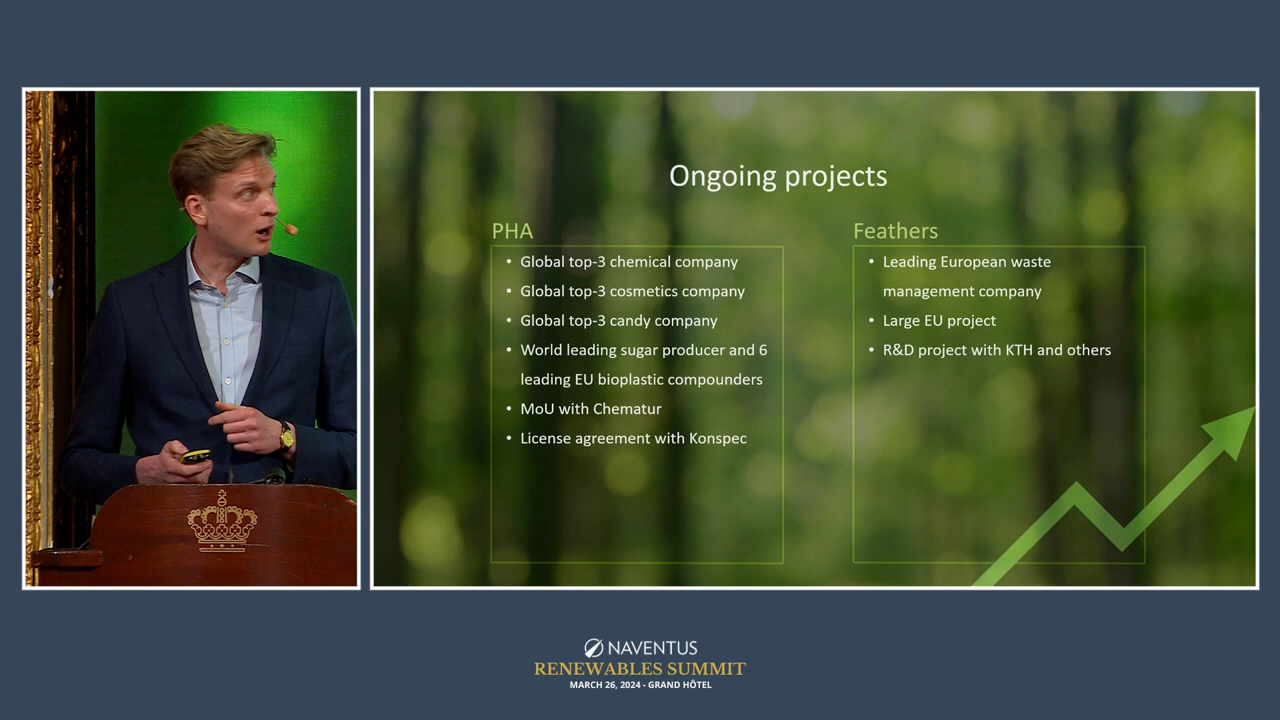 Ongoing projects
PHA
• Global top-3 chemical company
• Global top-3 cosmetics company
• Global top-3 candy company
• World leading sugar producer and 6
leading EU bioplastic compounders
• MoU with Chematur
• License agreement with Konspec
Feathers
• Leading European waste
management company
• Large EU project
• R&D project with KTH and others
NAVENTUS
RENEWABLES SUMMIT
MARCH 26, 2024 - GRAND HÔTEL